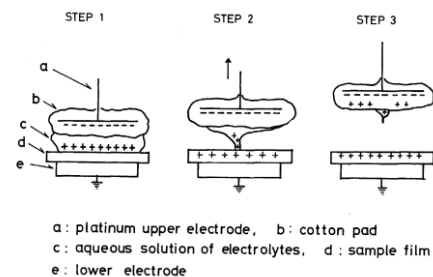 STEP 1 STEP 2 STEP 3
a
b
c
d
e
a : platinum upper electrode, b : cotton pad
c : aqueous solution of electrolytes, d : sample film
e : lower electrode